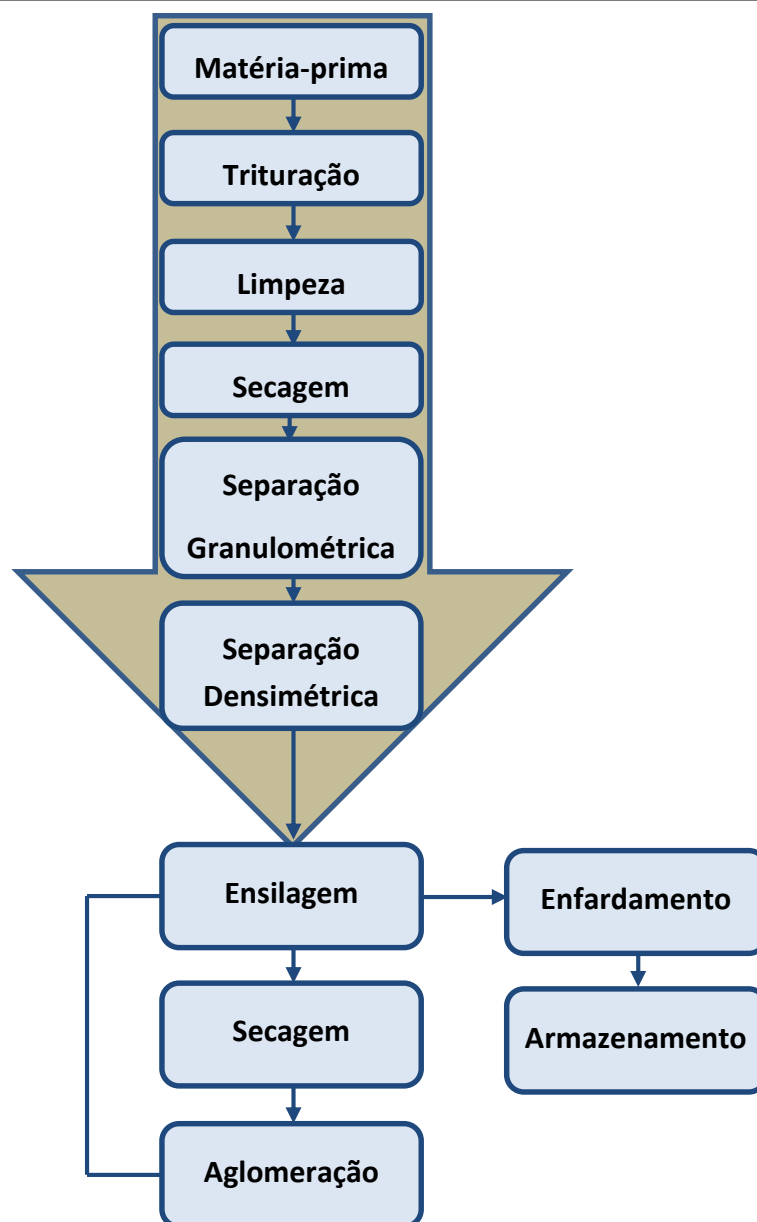 Matéria-prima
Trituração
Limpeza
Secagem
Separação
Granulométrica
Separação
Densimétrica
Ensilagem
Enfardamento
Secagem
Armazenamento
Aglomeração